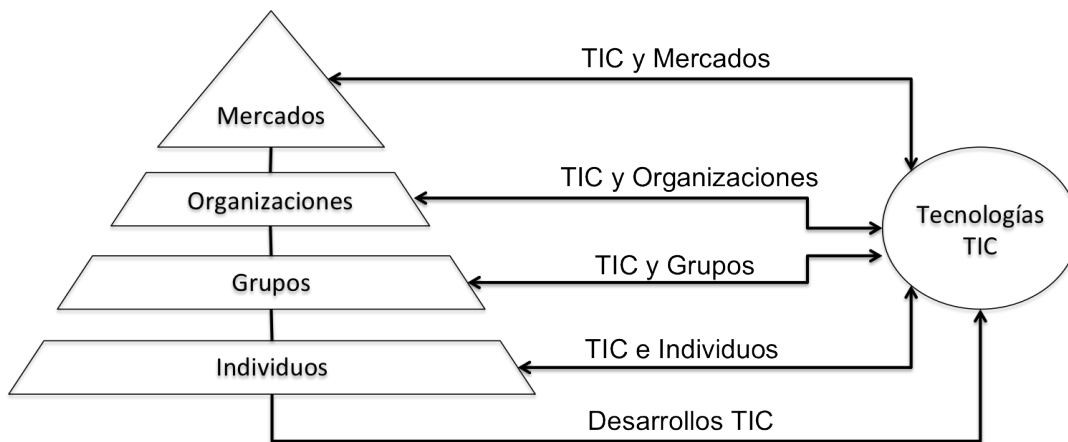 TIC y Mercados
Mercados
TIC y Organizaciones
Organizaciones
Tecnologías
TIC
TIC y Grupos
Grupos
TIC e Individuos
Individuos
Desarrollos TIC